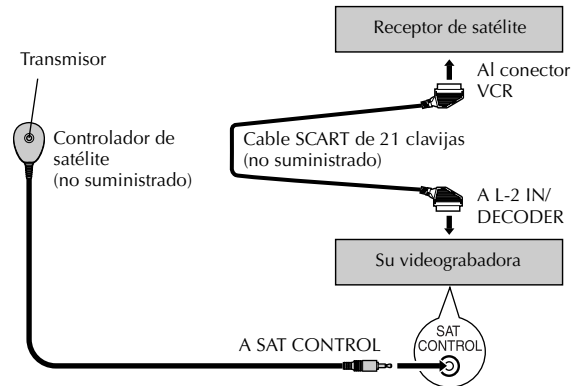 Receptor de satélite
Transmisor
Al conector
VCR
Controlador de
satélite
(no suministrado)
Cable SCART de 21 clavijas
(no suministrado)
A L-2 IN/
DECODER
Su videograbadora
SAT
CONTROL
A SAT CONTROL